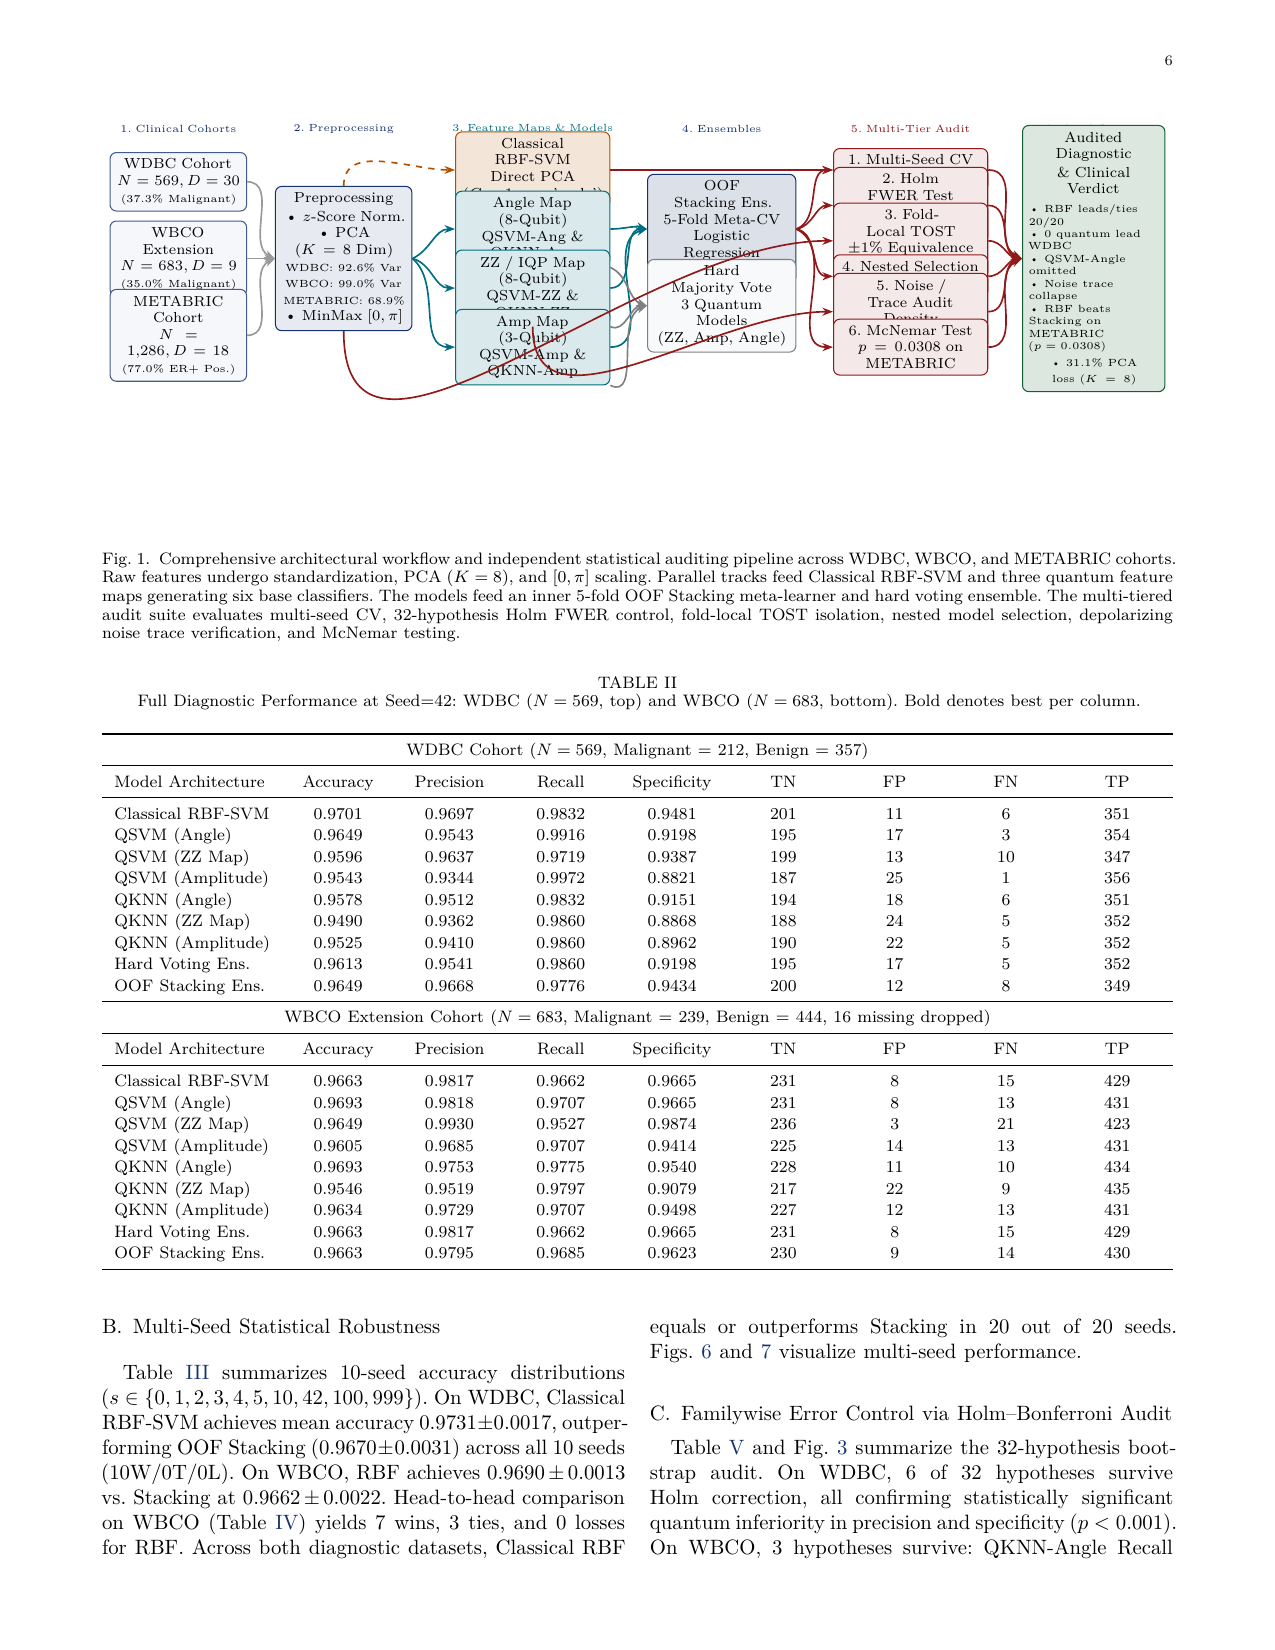 6
1. Clinical Cohorts
WDBC Cohort
N = 569, D = 30
(37.3% Malignant)
WBCO
Extension
N = 683, D = 9
(35.0% Malignant)
METABRIC
Cohort
N =
1,286, D = 18
(77.0% ER+ Pos.)
2. Preprocessing
Preprocessing
• z-Score Norm.
• PCA
(K = 8 Dim)
WDBC: 92.6% Var
WBCO: 99.0% Var
METABRIC: 68.9%
• MinMax [0, π]
3. Feature Maps & Models
Classical
RBF-SVM
Direct PCA
Angle Map
(8-Qubit)
QSVM-Ang &
ZZ / IQP Map
(8-Qubit)
QSVM-ZZ &
Amp Map
(3-Qubit)
QSVM-Amp &
QKNN-Amp
4. Ensembles
OOF
Stacking Ens.
5-Fold Meta-CV
Logistic
Regression
Hard
Majority Vote
3 Quantum
Models
(ZZ, Amp, Angle)
5. Multi-Tier Audit
1. Multi-Seed CV
2. Holm
FWER Test
3. Fold-
Local TOST
±1% Equivalence
4. Nested Selection
5. Noise /
Trace Audit
Density
6. McNemar Test
p = 0.0308 on
METABRIC
Audited
Diagnostic
& Clinical
Verdict
• RBF leads/ties
20/20
• 0 quantum lead
WDBC
• QSVM-Angle
omitted
• Noise trace
collapse
• RBF beats
Stacking on
METABRIC
(p = 0.0308)
• 31.1% PCA
loss (K = 8)
Fig. 1. Comprehensive architectural workflow and independent statistical auditing pipeline across WDBC, WBCO, and METABRIC cohorts.
Raw features undergo standardization, PCA (K = 8), and [0, π] scaling. Parallel tracks feed Classical RBF-SVM and three quantum feature
maps generating six base classifiers. The models feed an inner 5-fold OOF Stacking meta-learner and hard voting ensemble. The multi-tiered
audit suite evaluates multi-seed CV, 32-hypothesis Holm FWER control, fold-local TOST isolation, nested model selection, depolarizing
noise trace verification, and McNemar testing.
TABLE II
Full Diagnostic Performance at Seed=42: WDBC (N = 569, top) and WBCO (N = 683, bottom). Bold denotes best per column.
WDBC Cohort (N = 569, Malignant = 212, Benign = 357)
Model Architecture Accuracy Precision Recall Specificity TN FP FN TP
Classical RBF-SVM 0.9701 0.9697 0.9832 0.9481 201 11 6 351
QSVM (Angle) 0.9649 0.9543 0.9916 0.9198 195 17 3 354
QSVM (ZZ Map) 0.9596 0.9637 0.9719 0.9387 199 13 10 347
QSVM (Amplitude) 0.9543 0.9344 0.9972 0.8821 187 25 1 356
QKNN (Angle) 0.9578 0.9512 0.9832 0.9151 194 18 6 351
QKNN (ZZ Map) 0.9490 0.9362 0.9860 0.8868 188 24 5 352
QKNN (Amplitude) 0.9525 0.9410 0.9860 0.8962 190 22 5 352
Hard Voting Ens. 0.9613 0.9541 0.9860 0.9198 195 17 5 352
OOF Stacking Ens. 0.9649 0.9668 0.9776 0.9434 200 12 8 349
WBCO Extension Cohort (N = 683, Malignant = 239, Benign = 444, 16 missing dropped)
Model Architecture Accuracy Precision Recall Specificity TN FP FN TP
Classical RBF-SVM 0.9663 0.9817 0.9662 0.9665 231 8 15 429
QSVM (Angle) 0.9693 0.9818 0.9707 0.9665 231 8 13 431
QSVM (ZZ Map) 0.9649 0.9930 0.9527 0.9874 236 3 21 423
QSVM (Amplitude) 0.9605 0.9685 0.9707 0.9414 225 14 13 431
QKNN (Angle) 0.9693 0.9753 0.9775 0.9540 228 11 10 434
QKNN (ZZ Map) 0.9546 0.9519 0.9797 0.9079 217 22 9 435
QKNN (Amplitude) 0.9634 0.9729 0.9707 0.9498 227 12 13 431
Hard Voting Ens. 0.9663 0.9817 0.9662 0.9665 231 8 15 429
OOF Stacking Ens. 0.9663 0.9795 0.9685 0.9623 230 9 14 430
B. Multi-Seed Statistical Robustness
Table III summarizes 10-seed accuracy distributions
(s ∈ {0, 1, 2, 3, 4, 5, 10, 42, 100, 999}). On WDBC, Classical
RBF-SVM achieves mean accuracy 0.9731±0.0017, outper-
forming OOF Stacking (0.9670±0.0031) across all 10 seeds
(10W/0T/0L). On WBCO, RBF achieves 0.9690 ± 0.0013
vs. Stacking at 0.9662 ± 0.0022. Head-to-head comparison
on WBCO (Table IV) yields 7 wins, 3 ties, and 0 losses
for RBF. Across both diagnostic datasets, Classical RBF
equals or outperforms Stacking in 20 out of 20 seeds.
Figs. 6 and 7 visualize multi-seed performance.
C. Familywise Error Control via Holm–Bonferroni Audit
Table V and Fig. 3 summarize the 32-hypothesis boot-
strap audit. On WDBC, 6 of 32 hypotheses survive
Holm correction, all confirming statistically significant
quantum inferiority in precision and specificity (p < 0.001).
On WBCO, 3 hypotheses survive: QKNN-Angle Recall